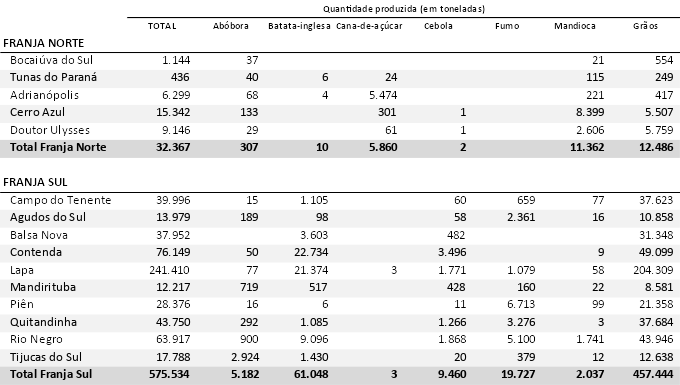 Quantidade produzida (em toneladas)
TOTAL Abóbora Batata-inglesa Cana-de-açúcar Cebola Fumo Mandioca Grãos
FRANJA NORTE
Bocaiúva do Sul 1.144 37 21 554
Tunas do Paraná 436 40 6 24 115 249
Adrianópolis 6.299 68 4 5.474 221 417
Cerro Azul 15.342 133 301 1 8.399 5.507
Doutor Ulysses 9.146 29 61 1 2.606 5.759
Total Franja Norte 32.367 307 10 5.860 2 11.362 12.486
FRANJA SUL
Campo do Tenente 39.996 15 1.105 60 659 77 37.623
Agudos do Sul 13.979 189 98 58 2.361 16 10.858
Balsa Nova 37.952 3.603 482 31.348
Contenda 76.149 50 22.734 3.496 9 49.099
Lapa 241.410 77 21.374 3 1.771 1.079 58 204.309
Mandirituba 12.217 719 517 428 160 22 8.581
Piên 28.376 16 6 11 6.713 99 21.358
Quitandinha 43.750 292 1.085 1.266 3.276 3 37.684
Rio Negro 63.917 900 9.096 1.868 5.100 1.741 43.946
Tijucas do Sul 17.788 2.924 1.430 20 379 12 12.638
Total Franja Sul 575.534 5.182 61.048 3 9.460 19.727 2.037 457.444